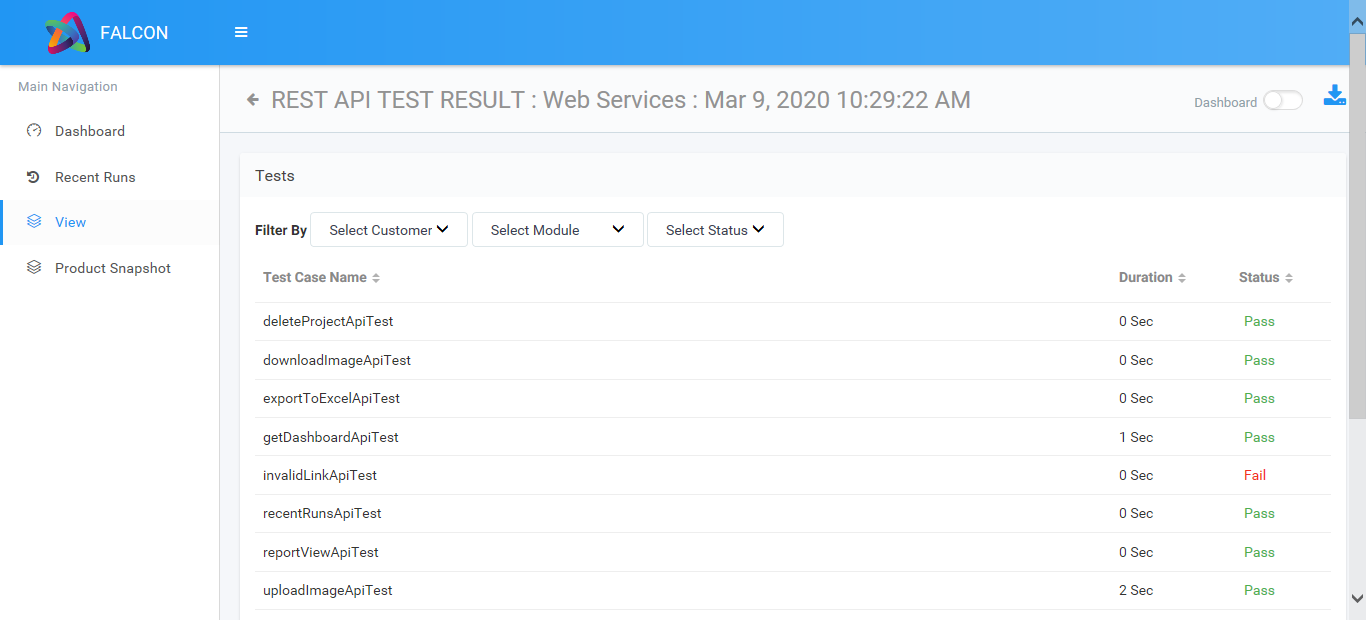 FALCON
Main Navigation
Dashboard
Recent Runs
View
Product Snapshot
REST API TEST RESULT : Web Services : Mar 9, 2020 10:29:22 AM
Dashboard
Tests
Filter By Select Customer Select Module Select Status
Test Case Name Duration Status
deleteProjectApiTest 0 Sec Pass
downloadImageApiTest 0 Sec Pass
exportToExcelApiTest 0 Sec Pass
getDashboardApiTest 1 Sec Pass
invalidLinkApiTest 0 Sec Fail
recentRunsApiTest 0 Sec Pass
reportViewApiTest 0 Sec Pass
uploadImageApiTest 2 Sec Pass